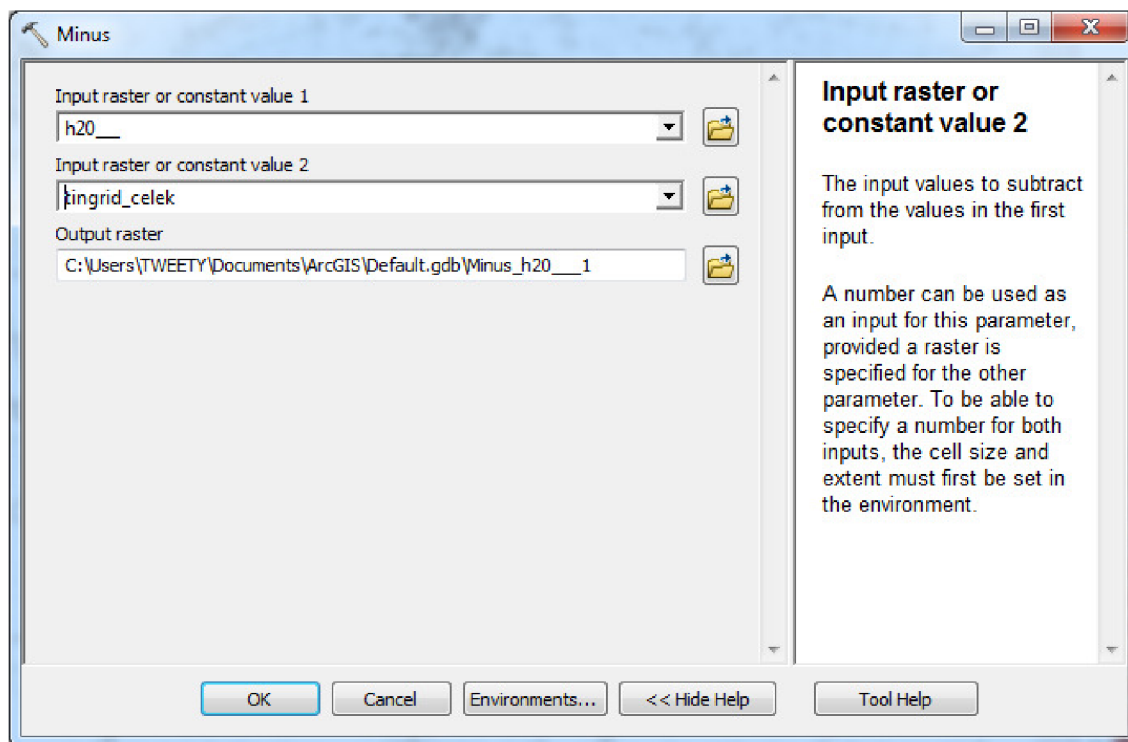 Minus
Input raster or constant value 1
h20__
Input raster or constant value 2
tingrid_celek
Output raster
C:\Users\TWEETY\Documents\ArcGIS\Default.gdb\Minus_h20___1
OK
Cancel
Environments...
<< Hide Help
Input raster or
constant value 2
The input values to subtract
from the values in the first
input.
A number can be used as
an input for this parameter,
provided a raster is
specified for the other
parameter. To be able to
specify a number for both
inputs, the cell size and
extent must first be set in
the environment.
Tool Help